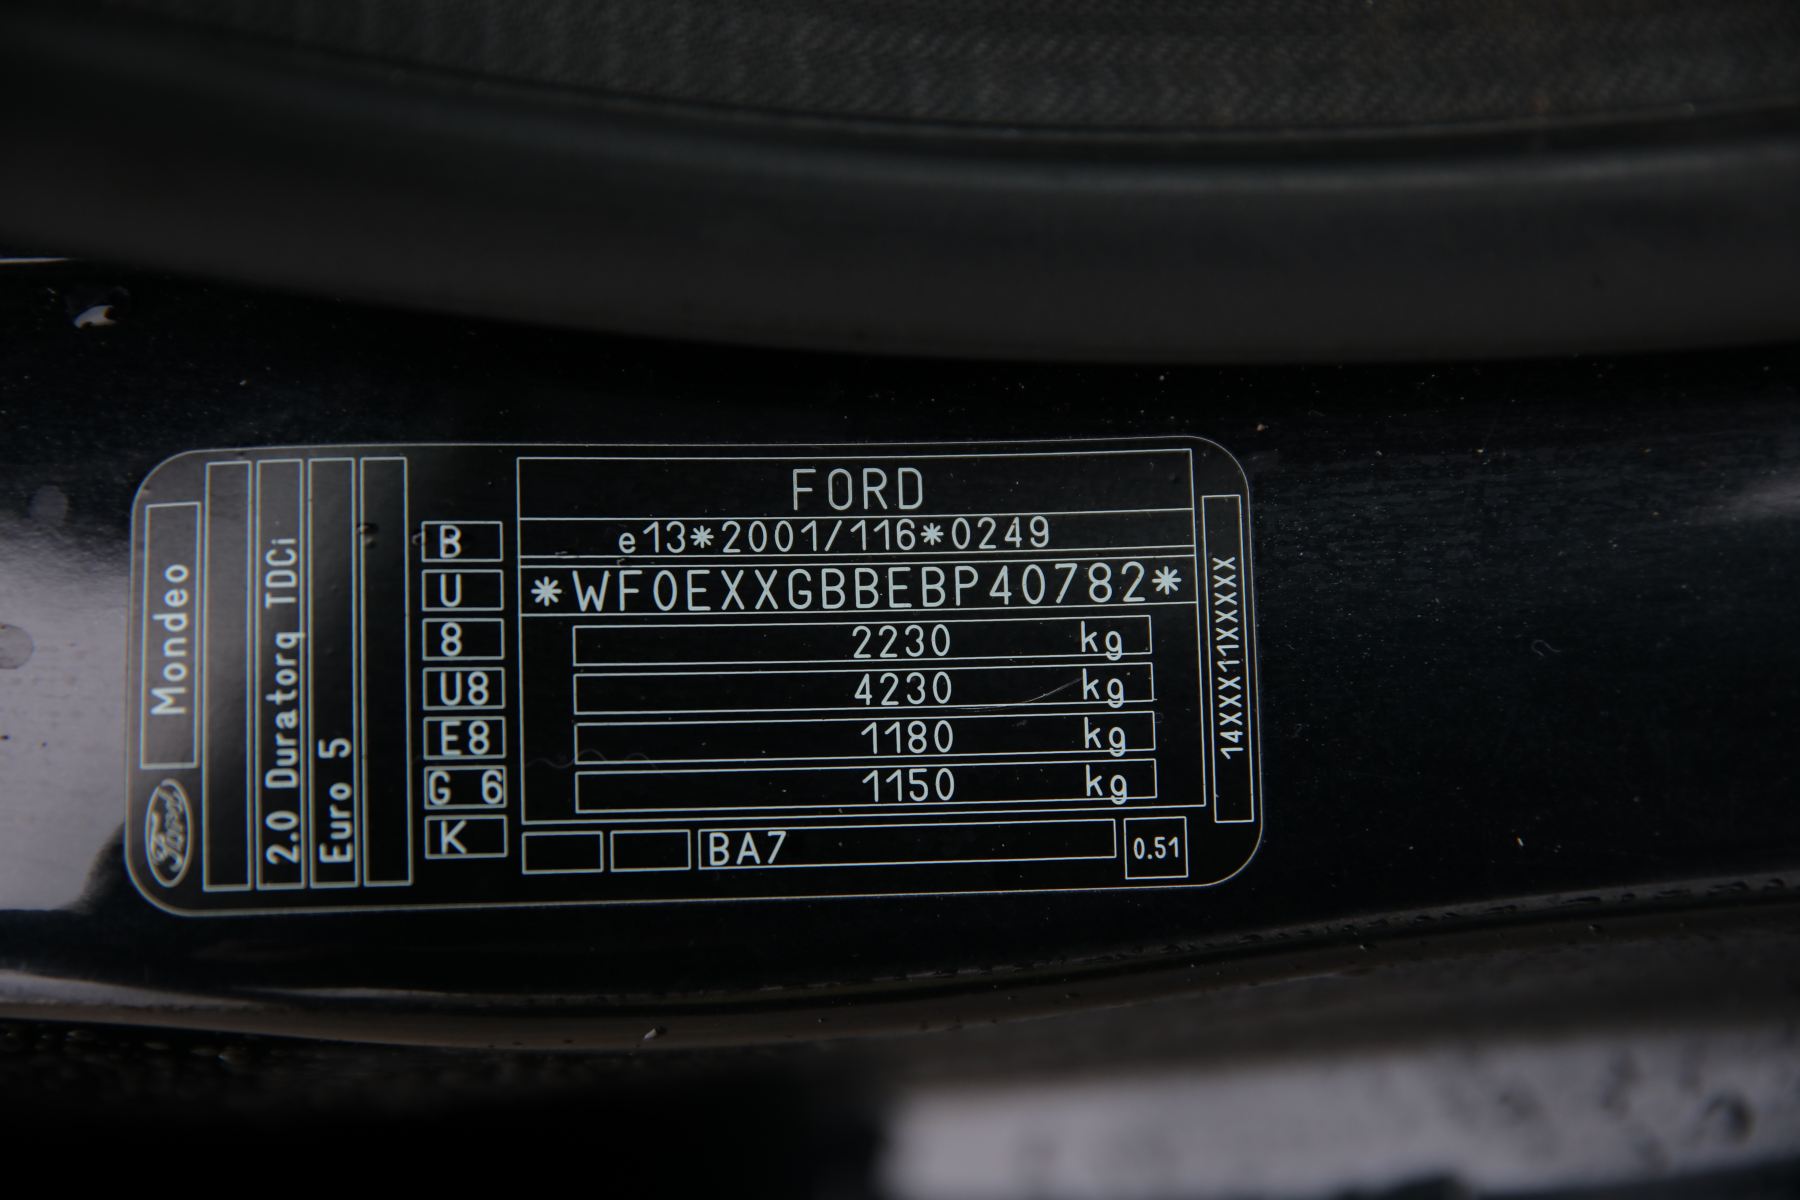 FORD
e13*2001/116*0249
*WF0EXXGBBEBP40782*
2230 kg
4230 kg
1180 kg
1150 kg
BA7
0.51
B
U
8
U8
E8
G 6
K
Mondeo
Ford
2.0 Duratorq TDCi
Euro 5
14XXX11XXXXX